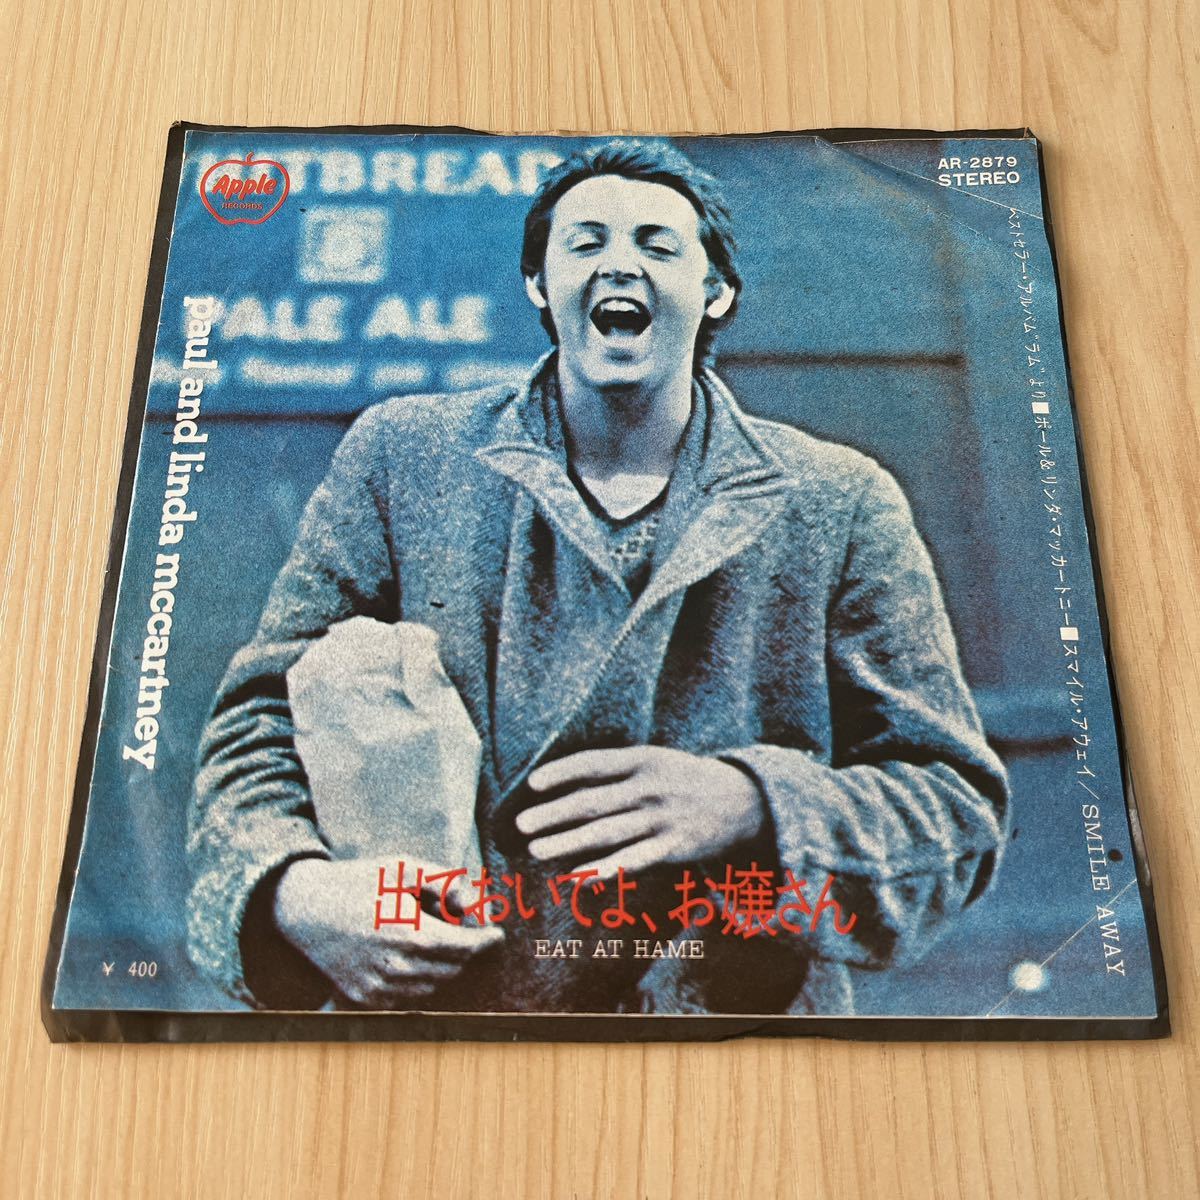 Apple
RECORDS
TBREAD
PALE ALE
AR-2879
STEREO
paul and linda mccartney
ベストセラー・アルバム“ラム”より■ポール&リンダ・マッカートニー■スマイル・アウェイ/SMILE AWAY
出ておいでよ、お嬢さん
EAT AT HAME
¥ 400